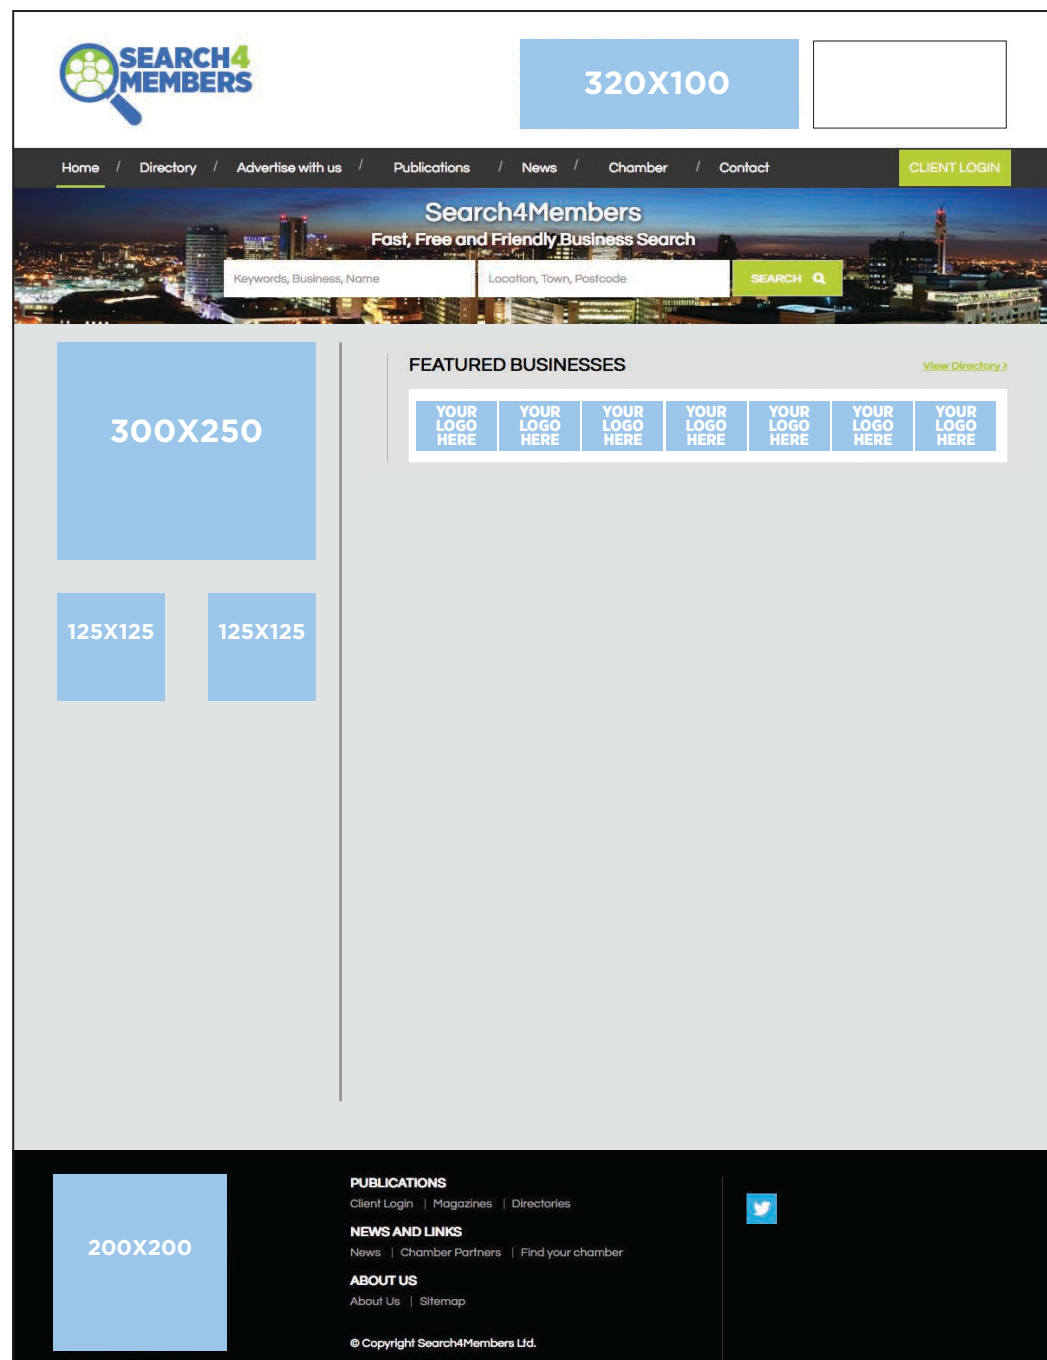 SEARCH4
MEMBERS
320X100
Home / Directory / Advertise with us / Publications / News / Chamber / Contact
CLIENT LOGIN
Search4Members
Fast, Free and Friendly Business Search
Keywords, Business, Name
Location, Town, Postcode
SEARCH
300X250
125X125
125X125
FEATURED BUSINESSES
View Directory >
YOUR
LOGO
HERE
YOUR
LOGO
HERE
YOUR
LOGO
HERE
YOUR
LOGO
HERE
YOUR
LOGO
HERE
YOUR
LOGO
HERE
YOUR
LOGO
HERE
200X200
PUBLICATIONS
Client Login | Magazines | Directories
NEWS AND LINKS
News | Chamber Partners | Find your chamber
ABOUT US
About Us | Sitemap
© Copyright Search4Members Ltd.